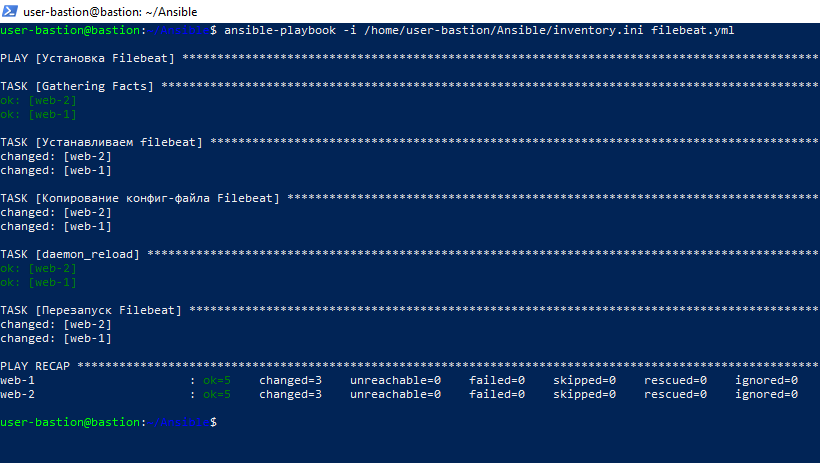 user-bastion@bastion: ~/Ansible
user-bastion@bastion:~/Ansible$ ansible-playbook -i /home/user-bastion/Ansible/inventory.ini filebeat.yml
PLAY [Установка Filebeat] *******************************************************************************************
TASK [Gathering Facts] **********************************************************************************************
ok: [web-2]
ok: [web-1]
TASK [Устанавливаем filebeat] ***************************************************************************************
changed: [web-2]
changed: [web-1]
TASK [Копирование конфиг-файла Filebeat] ****************************************************************************
changed: [web-2]
changed: [web-1]
TASK [daemon_reload] ************************************************************************************************
ok: [web-2]
ok: [web-1]
TASK [Перезапуск Filebeat] ******************************************************************************************
changed: [web-2]
changed: [web-1]
PLAY RECAP **********************************************************************************************************
web-1 : ok=5 changed=3 unreachable=0 failed=0 skipped=0 rescued=0 ignored=0
web-2 : ok=5 changed=3 unreachable=0 failed=0 skipped=0 rescued=0 ignored=0
user-bastion@bastion:~/Ansible$